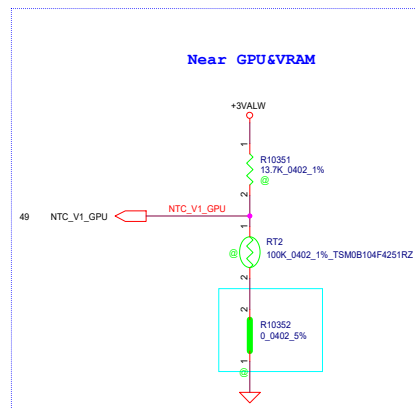 Near GPU&VRAM
+3VALW
1
R10351
13.7K_0402_1%
@
2
49 NTC_V1_GPU NTC_V1_GPU
1
RT2
@
100K_0402_1%_TSM0B104F4251RZ
2
2
R10352
0_0402_5%
1
@